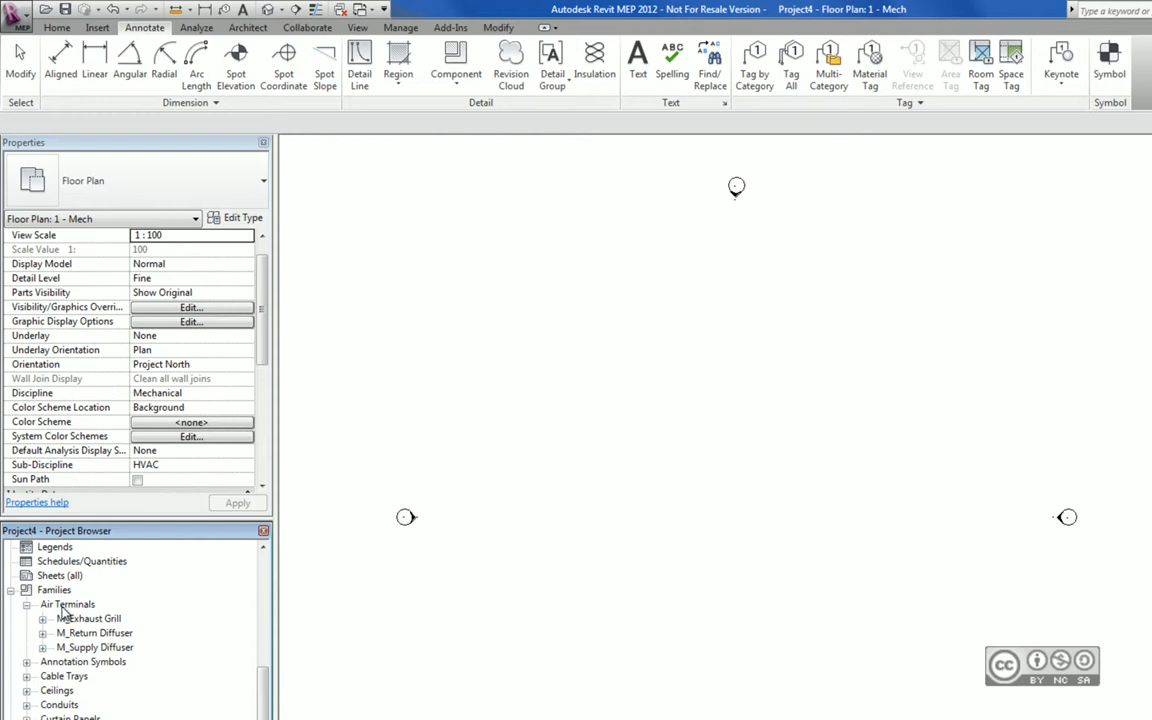 Autodesk Revit MEP 2012 - Not For Resale Version - Project4 - Floor Plan: 1 - Mech
Type a keyword or
MEP
Home Insert Annotate Analyze Architect Collaborate View Manage Add-Ins Modify
Modify Aligned Linear Angular Radial Arc Length Spot Elevation Spot Coordinate Spot Slope Detail Line Region Component Revision Cloud Detail Group Insulation Text Spelling Find/ Replace Tag by Category Tag All Multi- Category Material Tag View Reference Area Tag Room Tag Space Tag Keynote Symbol
ABC
Select Dimension Detail Text Tag Symbol
Properties
Floor Plan
Floor Plan: 1 - Mech Edit Type
View Scale 1 : 100
Scale Value 1: 100
Display Model Normal
Detail Level Fine
Parts Visibility Show Original
Visibility/Graphics Overri... Edit...
Graphic Display Options Edit...
Underlay None
Underlay Orientation Plan
Orientation Project North
Wall Join Display Clean all wall joins
Discipline Mechanical
Color Scheme Location Background
Color Scheme <none>
System Color Schemes Edit...
Default Analysis Display S... None
Sub-Discipline HVAC
Sun Path
Properties help Apply
Project4 - Project Browser
Legends
Schedules/Quantities
Sheets (all)
Families
Air Terminals
M_Exhaust Grill
M_Return Diffuser
M_Supply Diffuser
Annotation Symbols
Cable Trays
Ceilings
Conduits
Curtain Panels
cc
BY NC SA